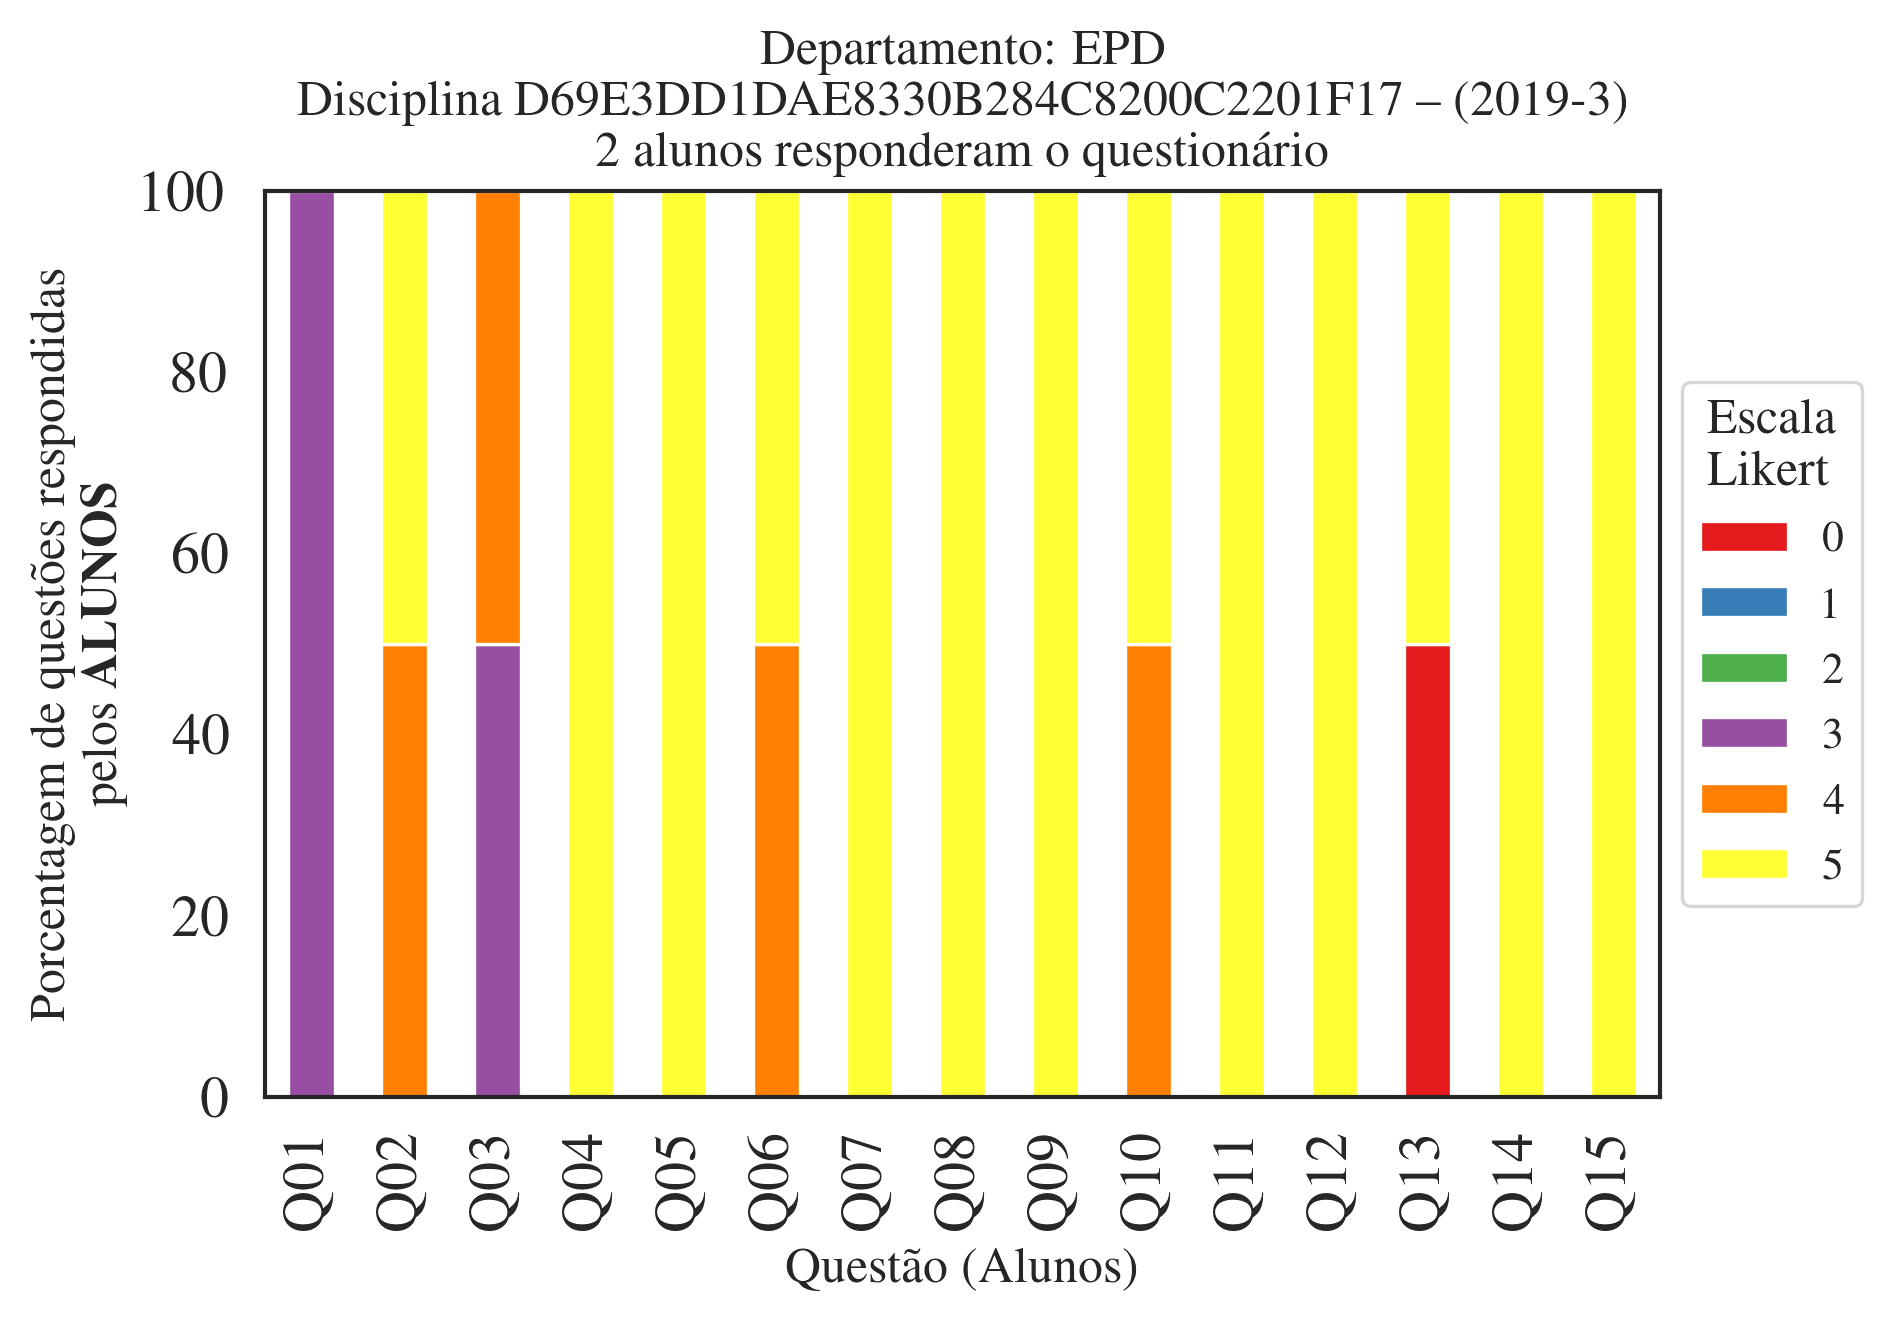 Departamento: EPD
Disciplina D69E3DD1DAE8330B284C8200C2201F17 – (2019-3)
2 alunos responderam o questionário
Porcentagem de questões respondidas
pelos ALUNOS
100
80
60
40
20
0
Q01
Q02
Q03
Q04
Q05
Q06
Q07
Q08
Q09
Q10
Q11
Q12
Q13
Q14
Q15
Questão (Alunos)
Escala
Likert
0
1
2
3
4
5